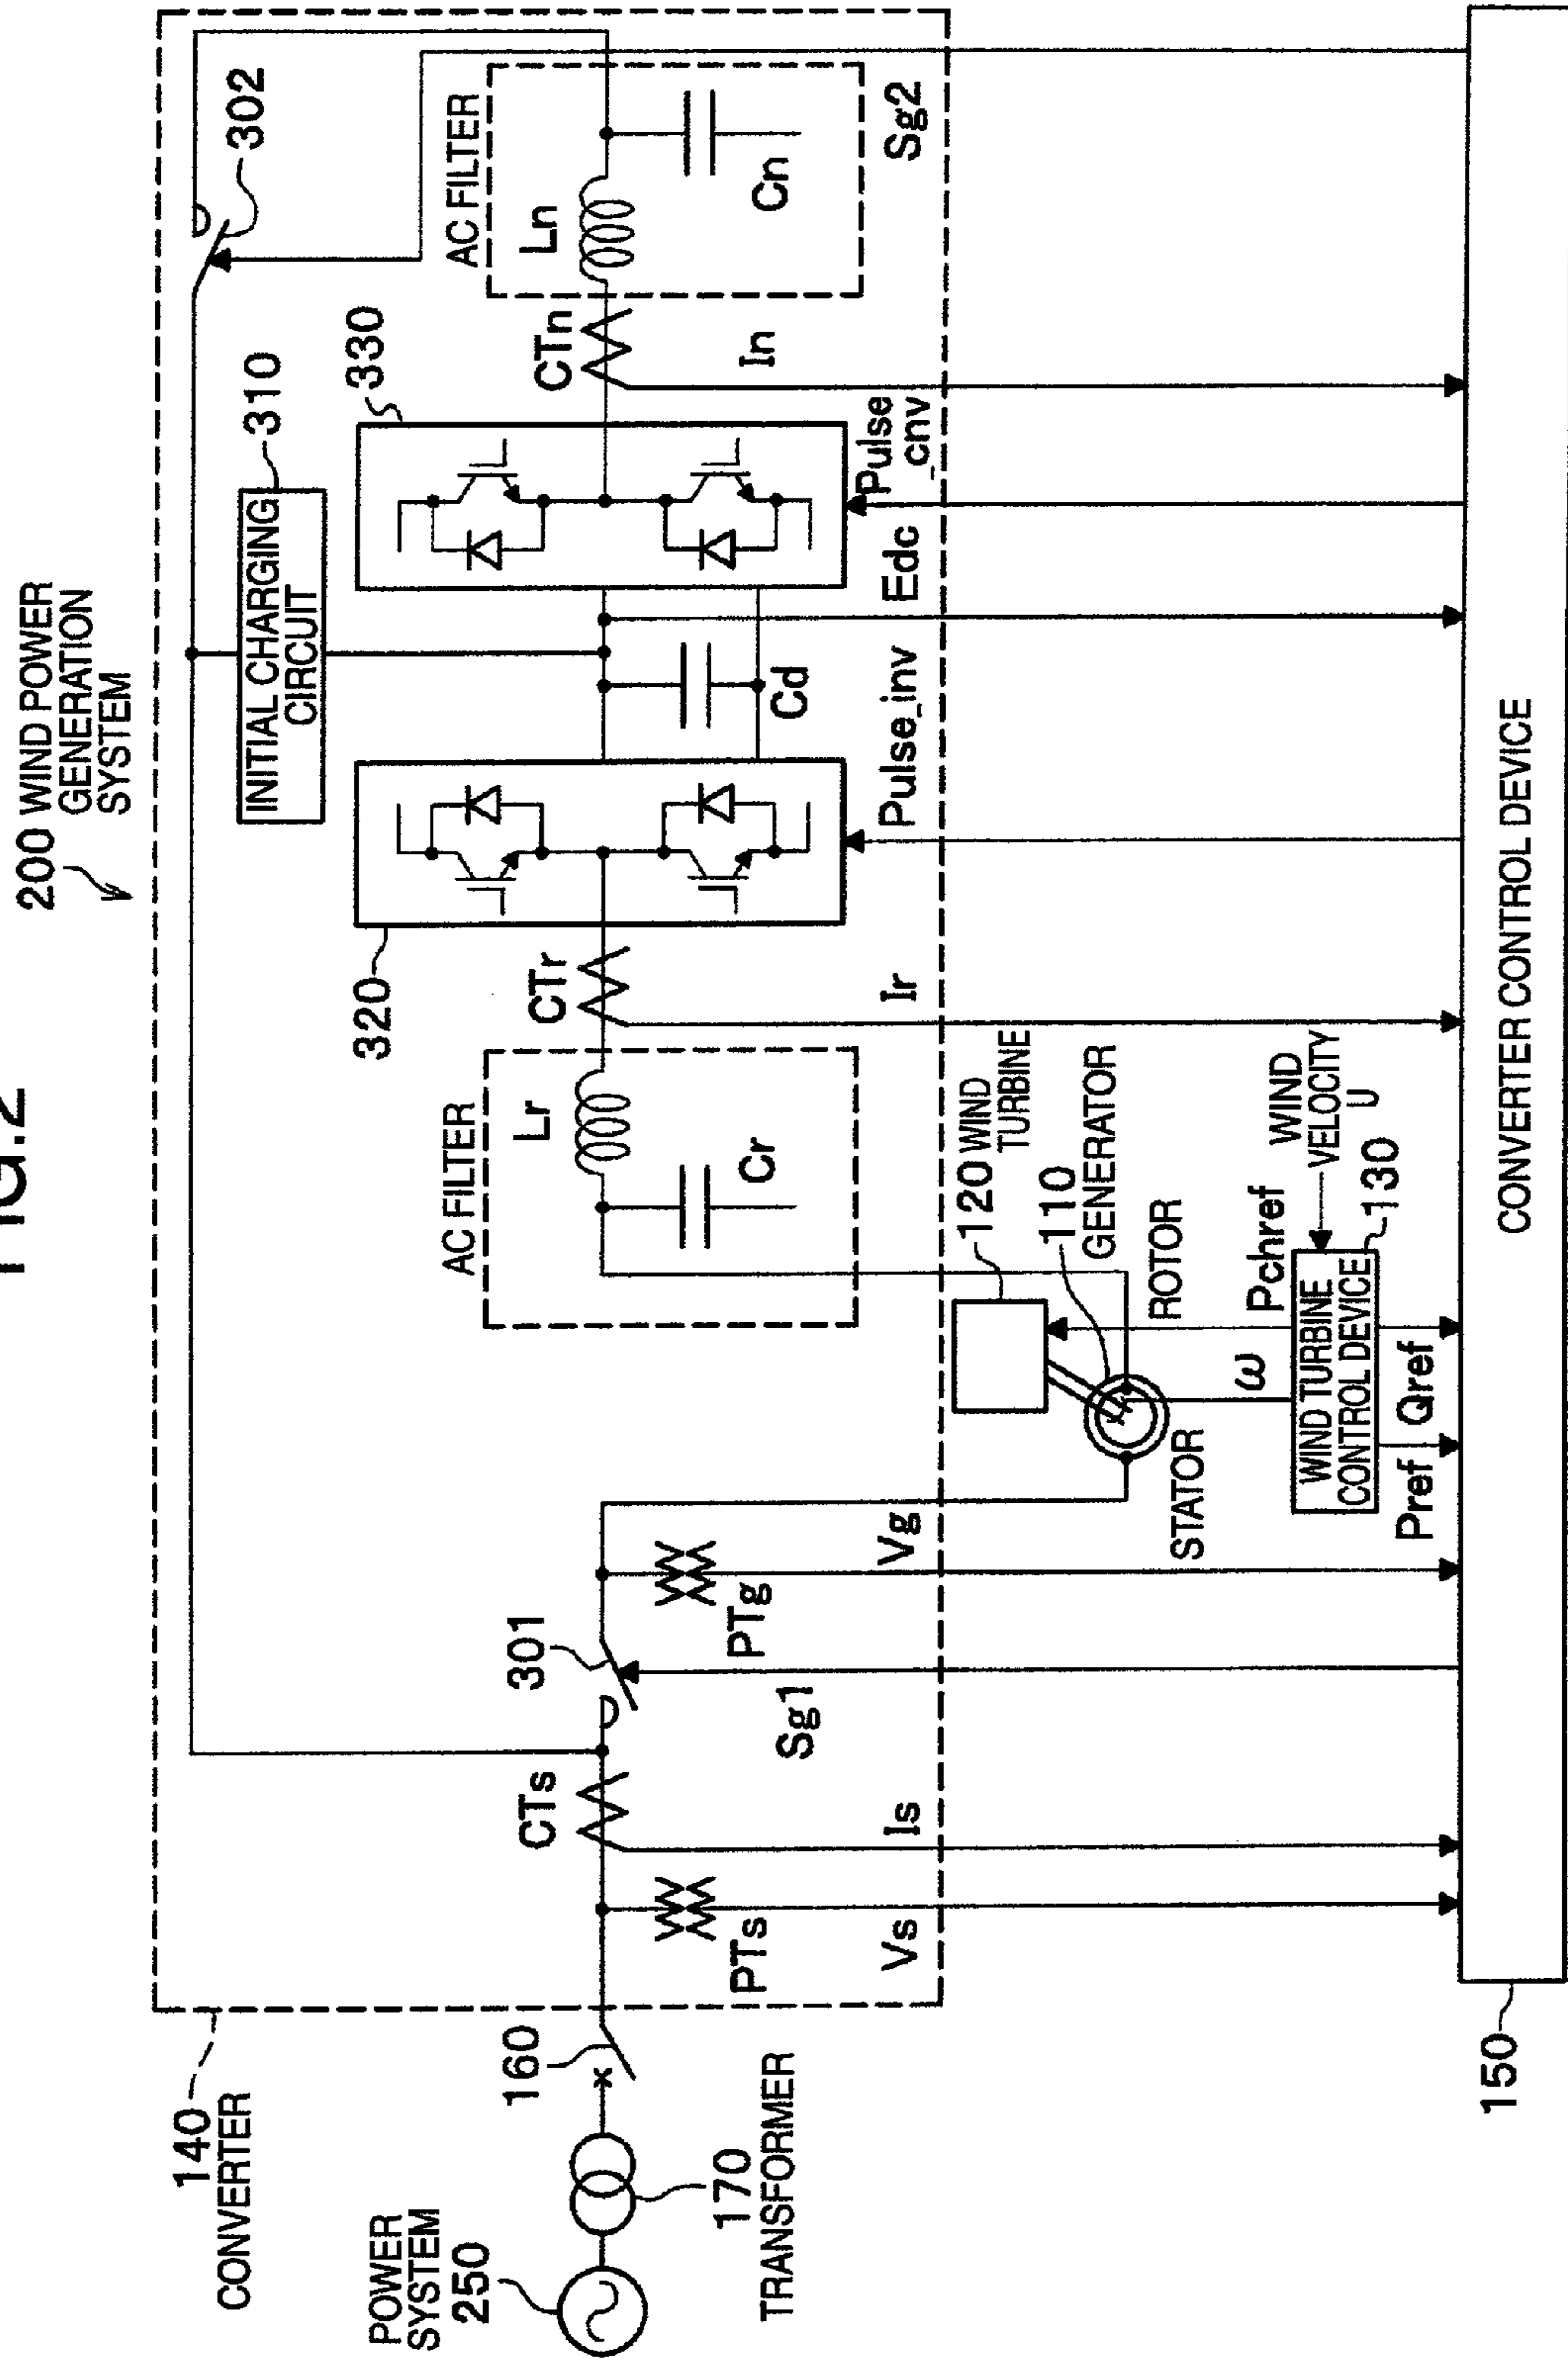 FIG.2
200 WIND POWER
GENERATION
SYSTEM
140
CONVERTER
302
INITIAL CHARGING
CIRCUIT
310
POWER
SYSTEM
250
170
TRANSFORMER
160
PTs
Vs
CTs
Is
301
Sg1
PTg
Vg
AC FILTER
Lr
Cr
CTr
Ir
320
Pulse_inv
Cd
Edc
330
Pulse
_cnv
CTn
In
AC FILTER
Ln
Cn
Sg2
120 WIND
TURBINE
110
GENERATOR
STATOR
ROTOR
ω
Pchref
WIND
VELOCITY
U
WIND TURBINE
CONTROL DEVICE
130
Pref
Qref
150
CONVERTER CONTROL DEVICE